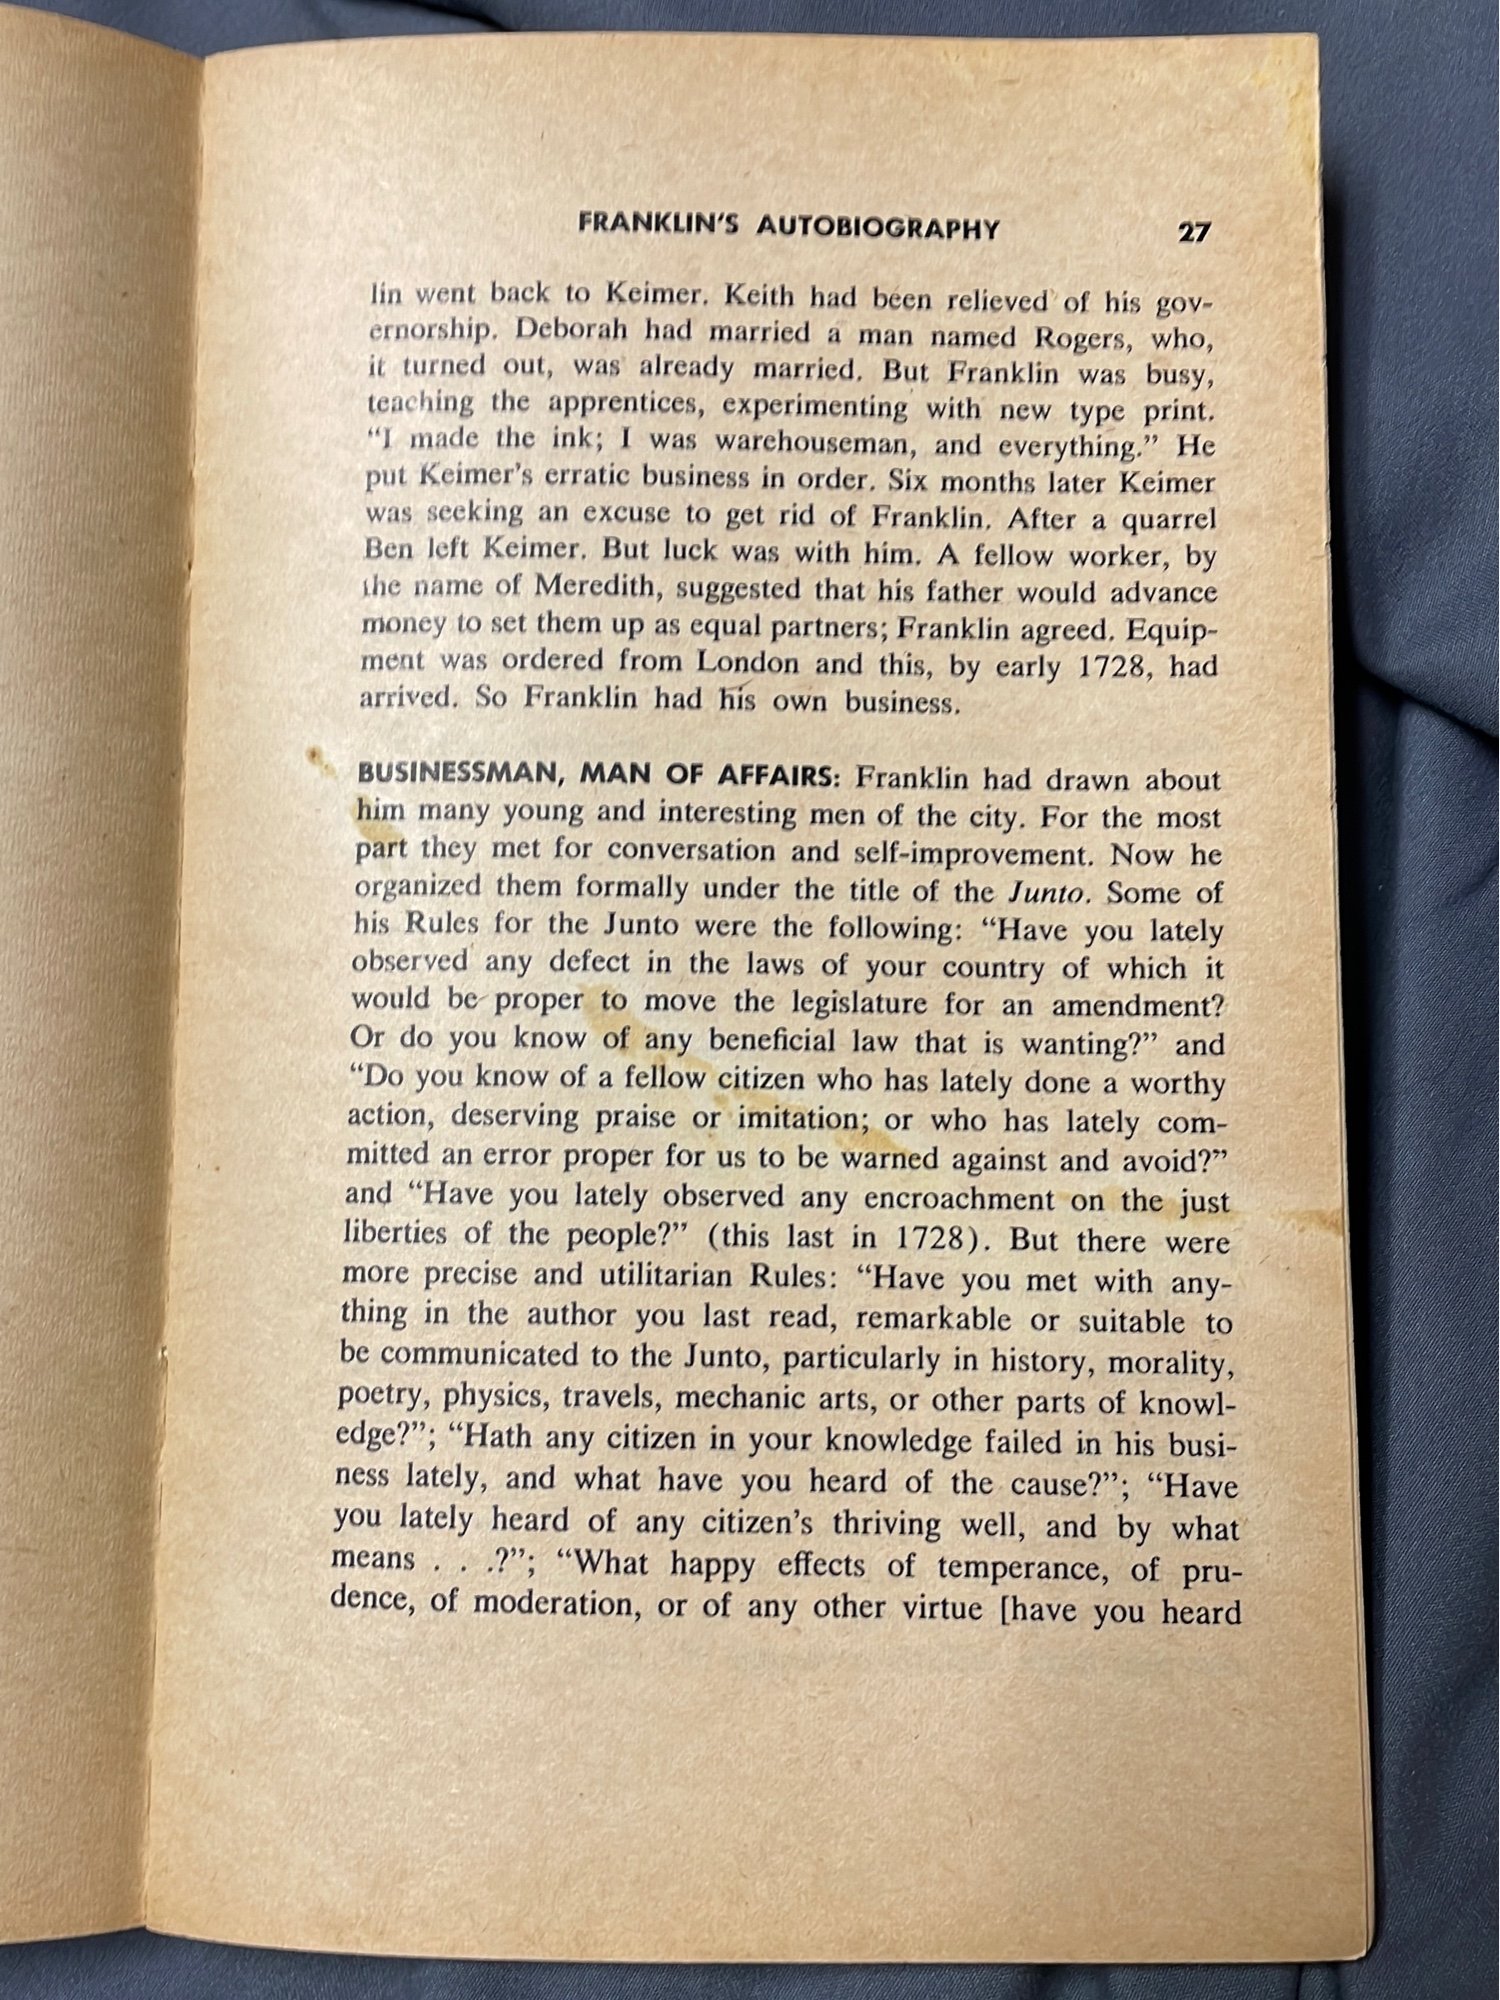 FRANKLIN'S AUTOBIOGRAPHY 27
lin went back to Keimer. Keith had been relieved of his gov-
ernorship. Deborah had married a man named Rogers, who,
it turned out, was already married. But Franklin was busy,
teaching the apprentices, experimenting with new type print.
“I made the ink; I was warehouseman, and everything.” He
put Keimer's erratic business in order. Six months later Keimer
was seeking an excuse to get rid of Franklin. After a quarrel
Ben left Keimer. But luck was with him. A fellow worker, by
the name of Meredith, suggested that his father would advance
money to set them up as equal partners; Franklin agreed. Equip-
ment was ordered from London and this, by early 1728, had
arrived. So Franklin had his own business.
BUSINESSMAN, MAN OF AFFAIRS: Franklin had drawn about
him many young and interesting men of the city. For the most
part they met for conversation and self-improvement. Now he
organized them formally under the title of the Junto. Some of
his Rules for the Junto were the following: “Have you lately
observed any defect in the laws of your country of which it
would be proper to move the legislature for an amendment?
Or do you know of any beneficial law that is wanting?” and
“Do you know of a fellow citizen who has lately done a worthy
action, deserving praise or imitation; or who has lately com-
mitted an error proper for us to be warned against and avoid?”
and “Have you lately observed any encroachment on the just
liberties of the people?” (this last in 1728). But there were
more precise and utilitarian Rules: “Have you met with any-
thing in the author you last read, remarkable or suitable to
be communicated to the Junto, particularly in history, morality,
poetry, physics, travels, mechanic arts, or other parts of knowl-
edge?”; “Hath any citizen in your knowledge failed in his busi-
ness lately, and what have you heard of the cause?”; “Have
you lately heard of any citizen's thriving well, and by what
means . . .?”; “What happy effects of temperance, of pru-
dence, of moderation, or of any other virtue [have you heard